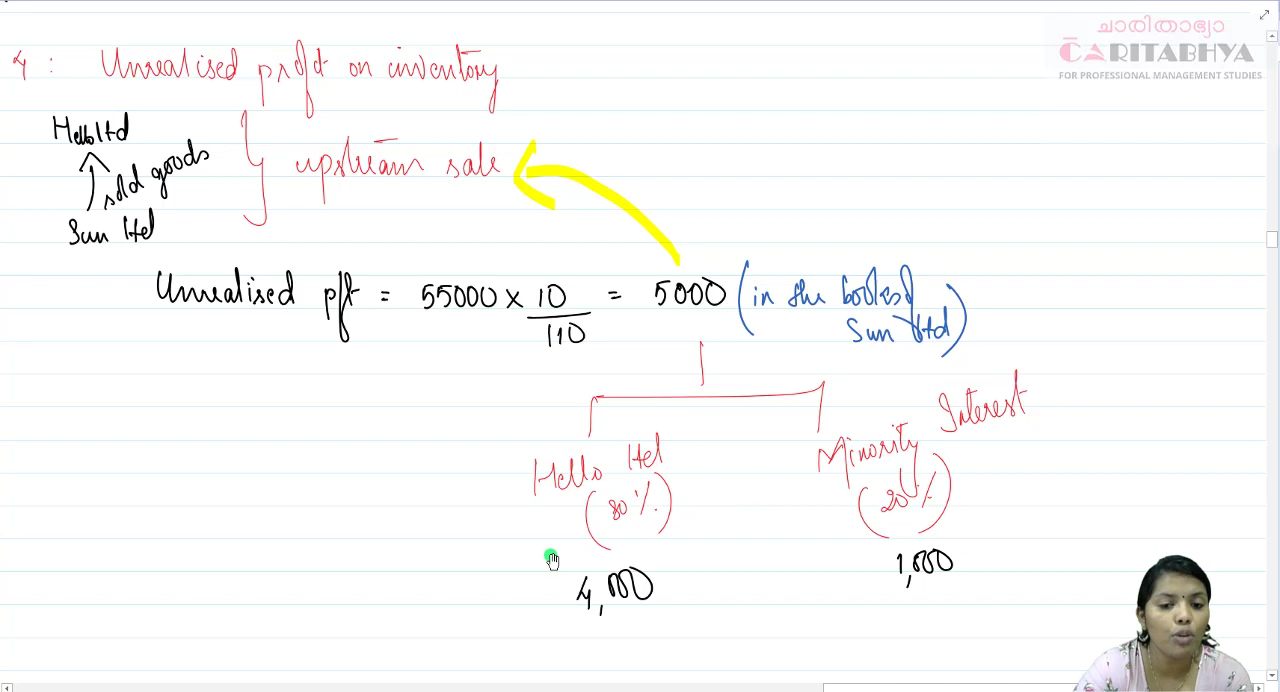 ചാരിതാഭ്യാ
CARITABHYA
FOR PROFESSIONAL MANAGEMENT STUDIES
4 : Unrealised profit on inventory
Hello ltd
sold goods
Sun ltd
upstream sale
Unrealised pft = 55000 × 10/110 = 5000 (in the books of Sun ltd)
Hello ltd
(80%)
4,000
Minority Interest
(20%)
1,000